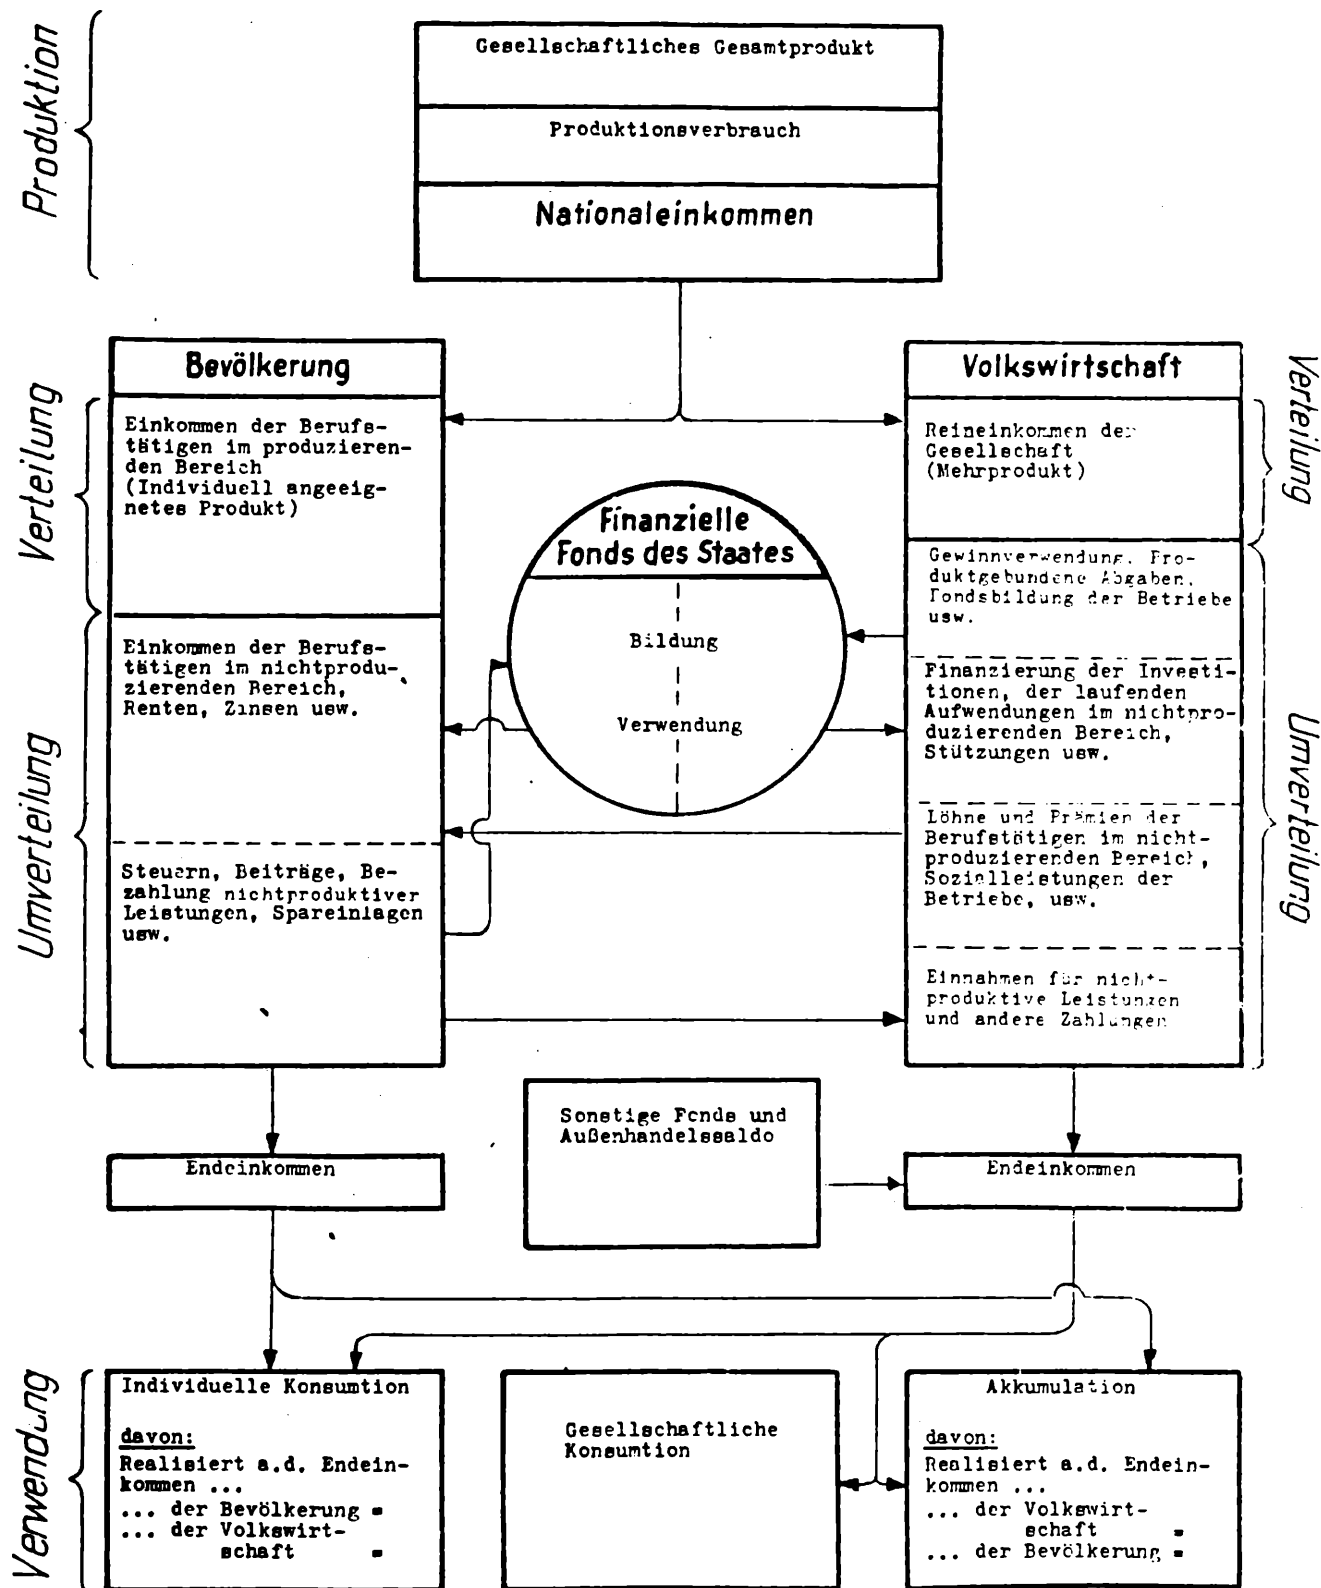 Produktion
Gesellschaftliches Gesamtprodukt
Produktionsverbrauch
Nationaleinkommen
Verteilung
Umverteilung
Bevölkerung
Einkommen der Berufs-
tätigen im produzieren-
den Bereich
(Individuell angeeig-
netes Produkt)
Einkommen der Berufs-
tätigen im nichtprodu-
zierenden Bereich,
Renten, Zinsen usw.
Steuern, Beiträge, Be-
zahlung nichtproduktiver
Leistungen, Spareinlagen
usw.
Finanzielle
Fonds des Staates
Bildung
Verwendung
Volkswirtschaft
Reineinkommen der
Gesellschaft
(Mehrprodukt)
Gewinnverwendung, Pro-
duktgebundene Abgaben,
Fondsbildung der Betriebe
usw.
Finanzierung der Investi-
tionen, der laufenden
Aufwendungen im nichtpro-
duzierenden Bereich,
Stützungen usw.
Löhne und Prämien der
Berufstätigen im nicht-
produzierenden Bereich,
Sozialleistungen der
Betriebe, usw.
Einnahmen für nicht-
produktive Leistungen
und andere Zahlungen
Verteilung
Umverteilung
Sonstige Fonds und
Außenhandelssaldo
Endeinkommen
Endeinkommen
Verwendung
Individuelle Konsumtion
davon:
Realisiert a.d. Endein-
kommen ...
... der Bevölkerung =
... der Volkswirt-
schaft =
Gesellschaftliche
Konsumtion
Akkumulation
davon:
Realisiert a.d. Endein-
kommen ...
... der Volkswirt-
schaft =
... der Bevölkerung =